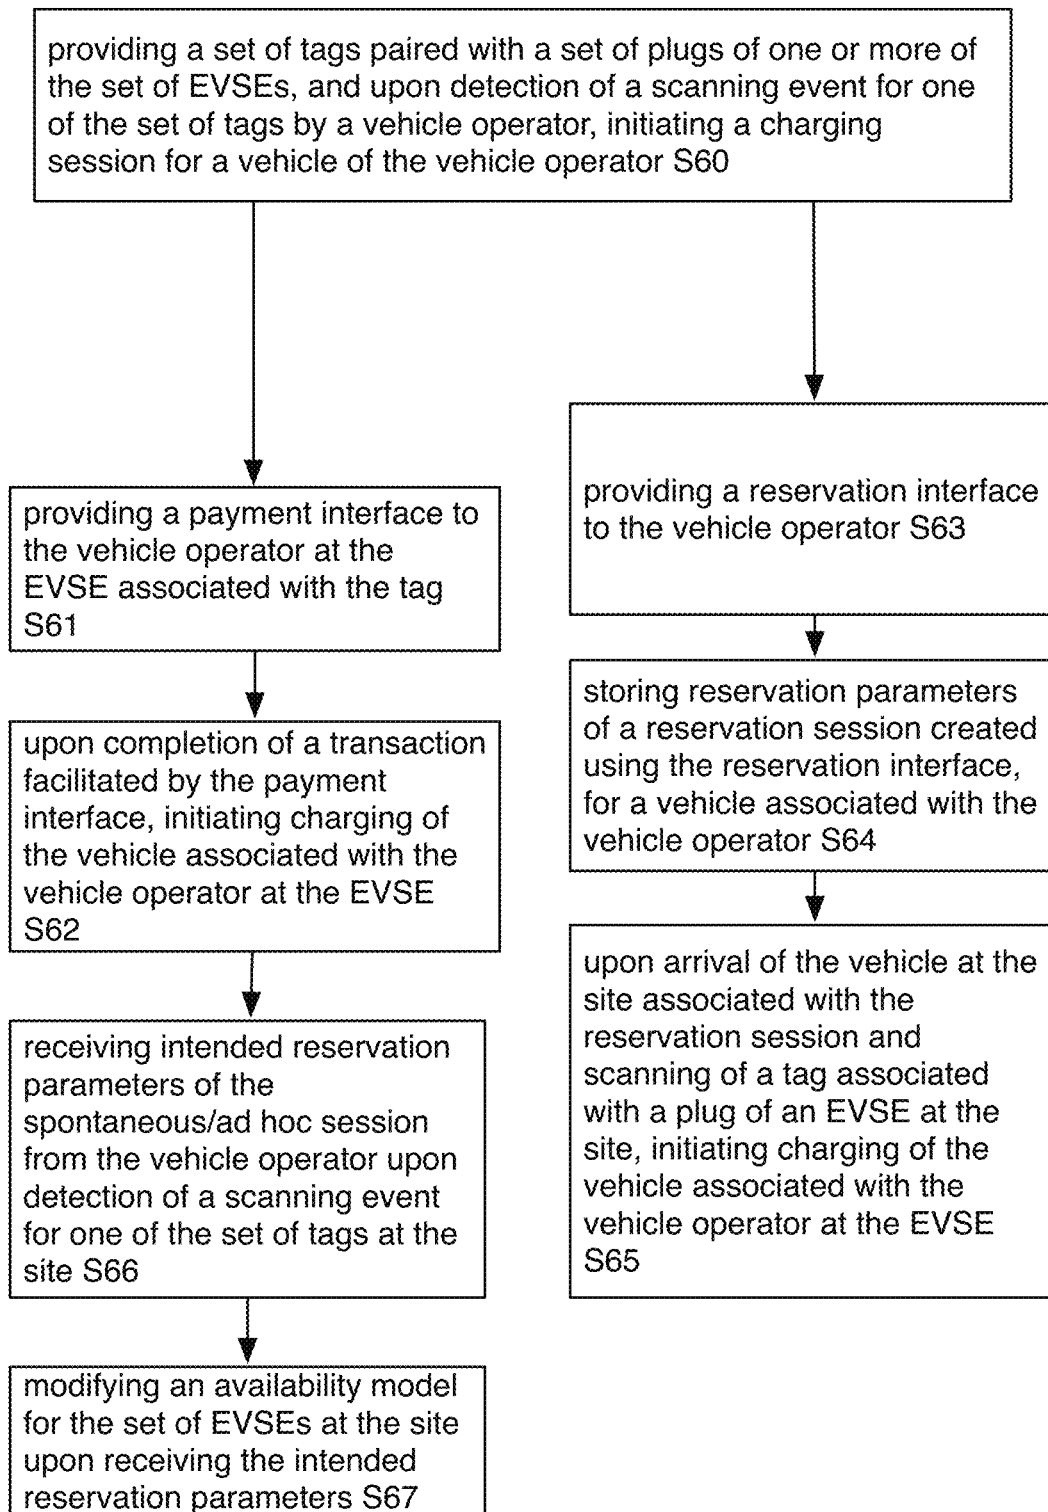 providing a set of tags paired with a set of plugs of one or more of
the set of EVSEs, and upon detection of a scanning event for one
of the set of tags by a vehicle operator, initiating a charging
session for a vehicle of the vehicle operator S60
providing a payment interface to
the vehicle operator at the
EVSE associated with the tag
S61
upon completion of a transaction
facilitated by the payment
interface, initiating charging of
the vehicle associated with the
vehicle operator at the EVSE
S62
receiving intended reservation
parameters of the
spontaneous/ad hoc session
from the vehicle operator upon
detection of a scanning event
for one of the set of tags at the
site S66
modifying an availability model
for the set of EVSEs at the site
upon receiving the intended
reservation parameters S67
providing a reservation interface
to the vehicle operator S63
storing reservation parameters
of a reservation session created
using the reservation interface,
for a vehicle associated with the
vehicle operator S64
upon arrival of the vehicle at the
site associated with the
reservation session and
scanning of a tag associated
with a plug of an EVSE at the
site, initiating charging of the
vehicle associated with the
vehicle operator at the EVSE
S65